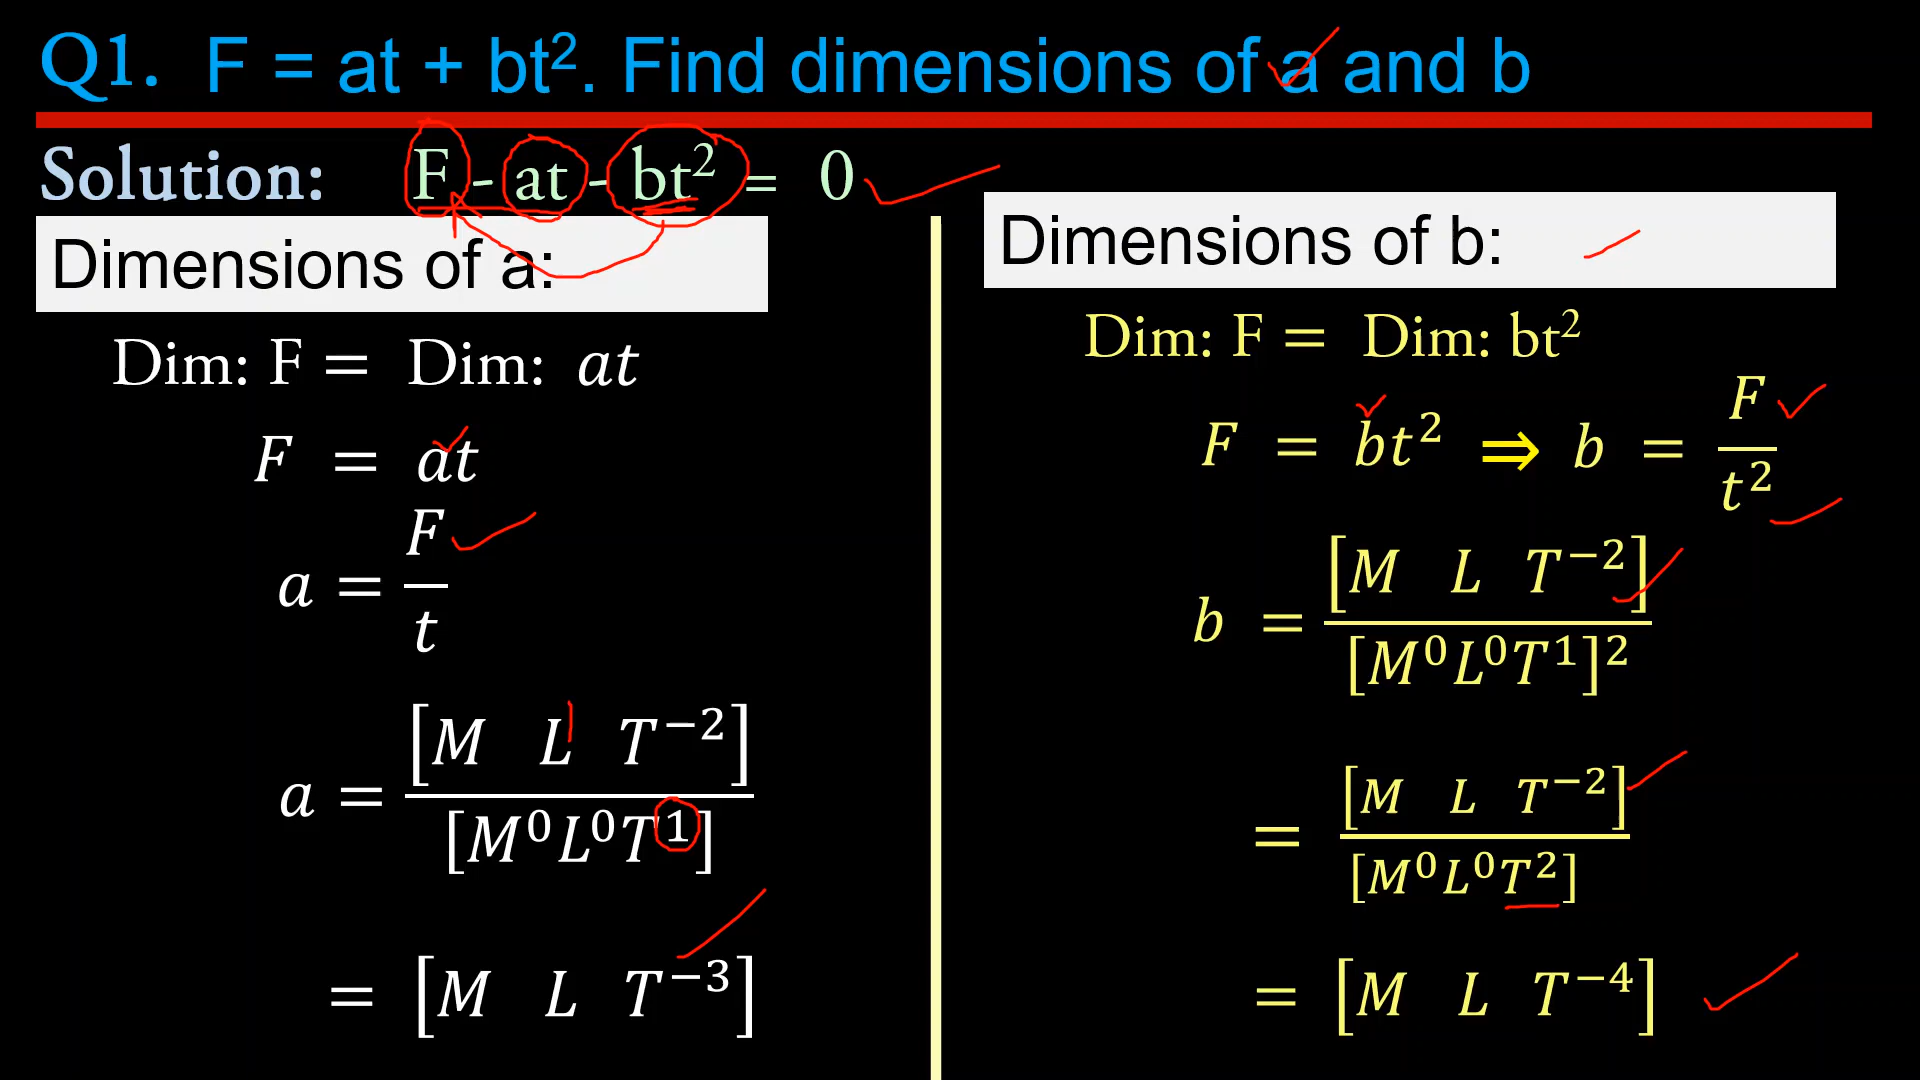 Q1. F = at + bt². Find dimensions of a and b
Solution: F - at - bt² = 0
Dimensions of a:
Dim: F = Dim: at
F = at
a = F/t
a = [M L T⁻²]/[M⁰L⁰T¹]
= [M L T⁻³]
Dimensions of b:
Dim: F = Dim: bt²
F = bt² ⇒ b = F/t²
b = [M L T⁻²]/[M⁰L⁰T¹]²
= [M L T⁻²]/[M⁰L⁰T²]
= [M L T⁻⁴]